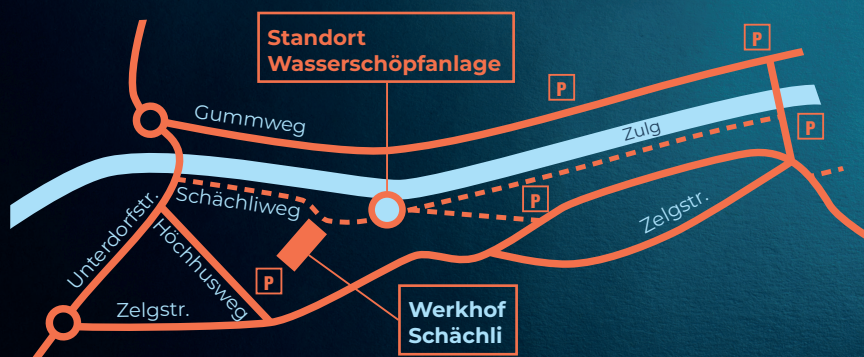 Standort
Wasserschöpfanlage
P
P
Gummweg
Zulg
P
Schächliweg
P
Unterdorfstr.
Höchhusweg
Zelgstr.
P
Zelgstr.
Werkhof
Schächli